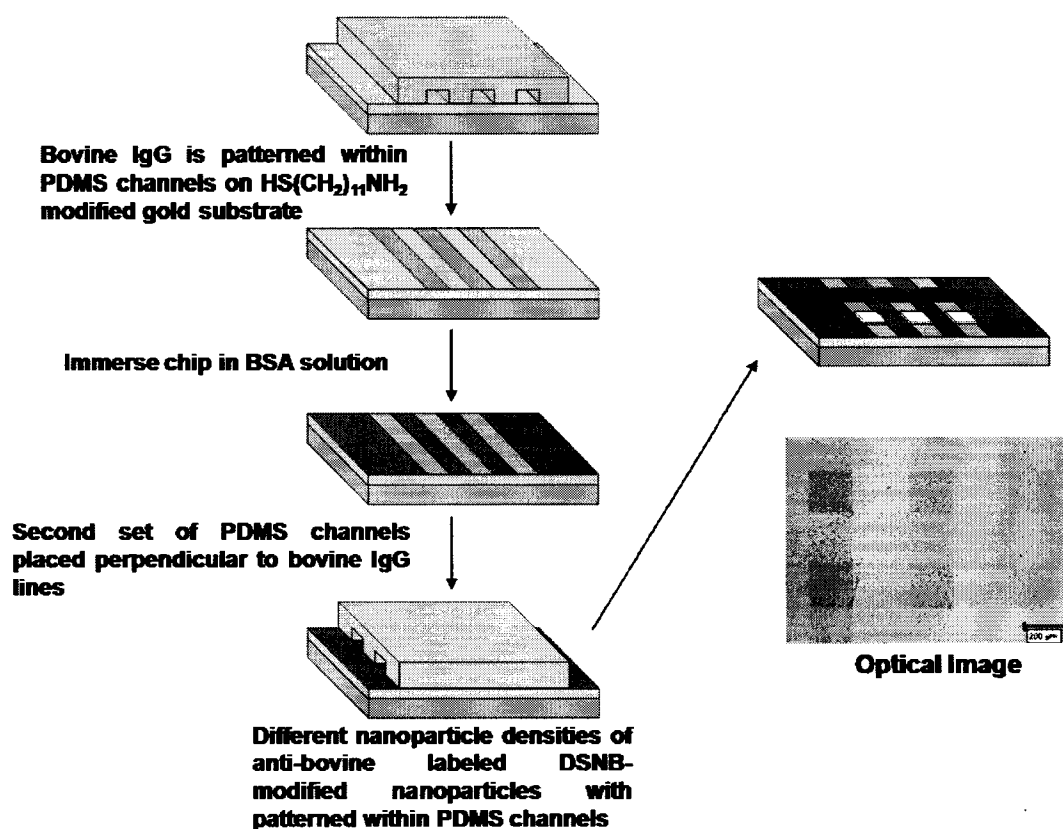 Bovine IgG is patterned within
PDMS channels on HS(CH₂)₁₁NH₂
modified gold substrate
Immerse chip in BSA solution
Second set of PDMS channels
placed perpendicular to bovine IgG
lines
Different nanoparticle densities of
anti-bovine labeled DSNB-
modified nanoparticles with
patterned within PDMS channels
200 µm
Optical Image